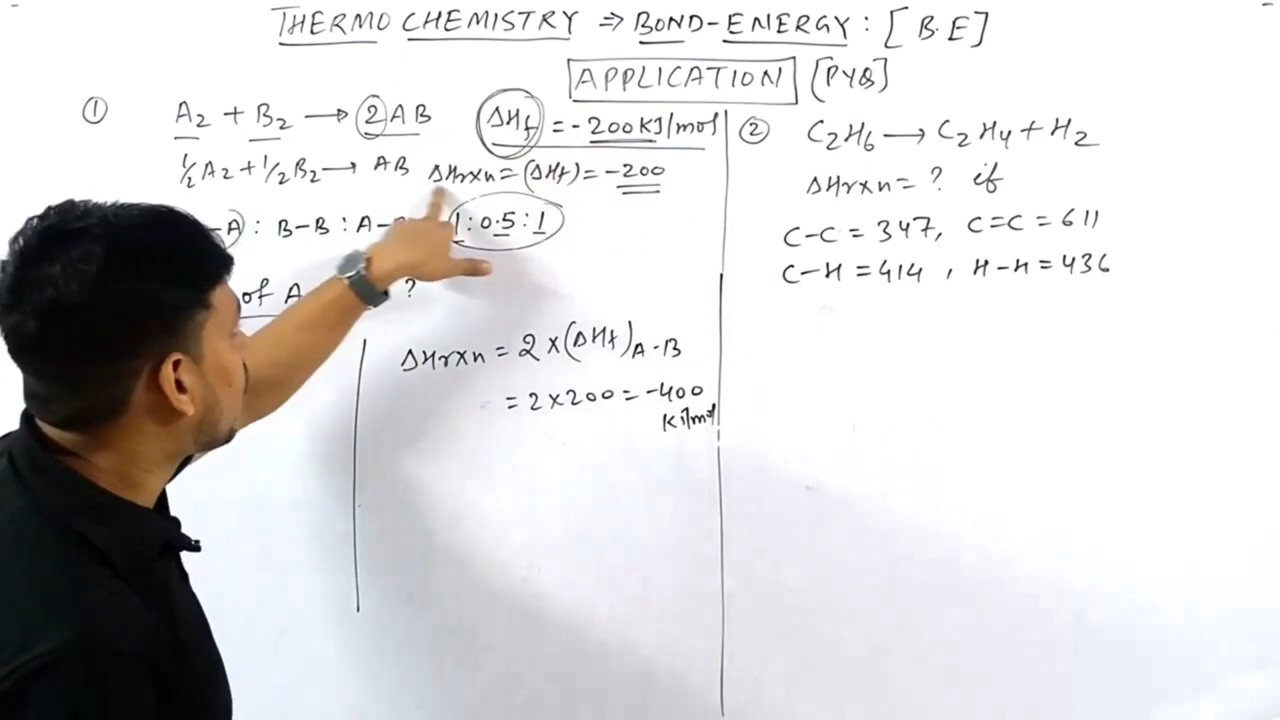 THERMO CHEMISTRY ⇒ BOND-ENERGY: [B.E]
APPLICATION [PYQ]
① A₂ + B₂ → 2AB ΔHf = -200KJ/mol
½A₂ + ½B₂ → AB ΔHrxn = (ΔHf) = -200
A) : B-B : A- 1 : 0.5 : 1
of A ?
ΔHrxn = 2 × (ΔHf)A-B
= 2×200 = -400
KJ/mol
② C₂H₆ → C₂H₄ + H₂
ΔHrxn = ? if
C-C = 347, C=C = 611
C-H = 414 , H-H = 436